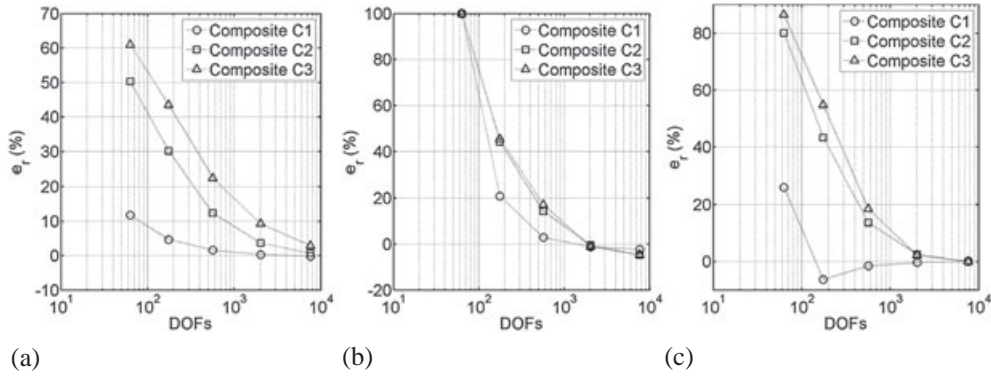 70
60
50
40
30
20
10
0
-10
e_r (%)
10^1
10^2
10^3
10^4
DOFs
Composite C1
Composite C2
Composite C3
(a)
100
80
60
40
20
0
-20
e_r (%)
10^1
10^2
10^3
10^4
DOFs
Composite C1
Composite C2
Composite C3
(b)
80
60
40
20
0
e_r (%)
10^1
10^2
10^3
10^4
DOFs
Composite C1
Composite C2
Composite C3
(c)